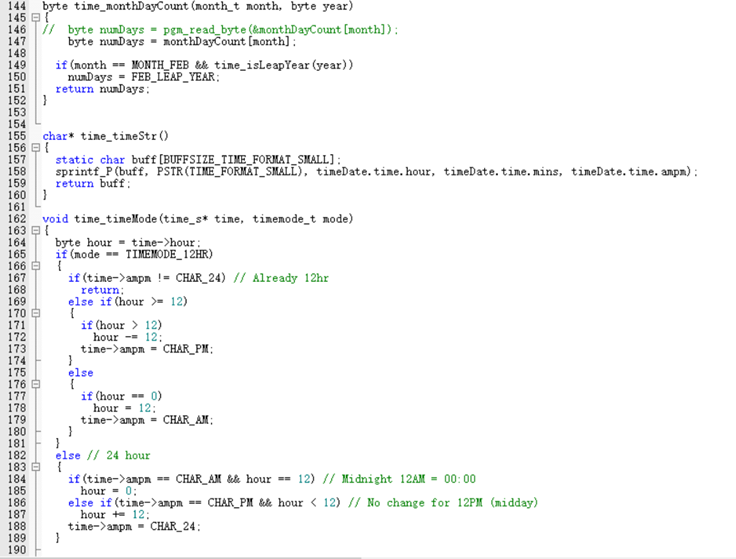 144 byte time_monthDayCount(month_t month, byte year)
145 {
146 //  byte numDays = pgm_read_byte(&monthDayCount[month]);
147     byte numDays = monthDayCount[month];
148
149   if(month == MONTH_FEB && time_isLeapYear(year))
150     numDays = FEB_LEAP_YEAR;
151   return numDays;
152 }
153
154
155 char* time_timeStr()
156 {
157   static char buff[BUFFSIZE_TIME_FORMAT_SMALL];
158   sprintf_P(buff, PSTR(TIME_FORMAT_SMALL), timeDate.time.hour, timeDate.time.mins, timeDate.time.ampm);
159   return buff;
160 }
161
162 void time_timeMode(time_s* time, timemode_t mode)
163 {
164   byte hour = time->hour;
165   if(mode == TIMEMODE_12HR)
166   {
167     if(time->ampm != CHAR_24) // Already 12hr
168       return;
169     else if(hour >= 12)
170     {
171       if(hour > 12)
172         hour -= 12;
173       time->ampm = CHAR_PM;
174     }
175     else
176     {
177       if(hour == 0)
178         hour = 12;
179       time->ampm = CHAR_AM;
180     }
181   }
182   else // 24 hour
183   {
184     if(time->ampm == CHAR_AM && hour == 12) // Midnight 12AM = 00:00
185       hour = 0;
186     else if(time->ampm == CHAR_PM && hour < 12) // No change for 12PM (midday)
187       hour += 12;
188     time->ampm = CHAR_24;
189   }
190